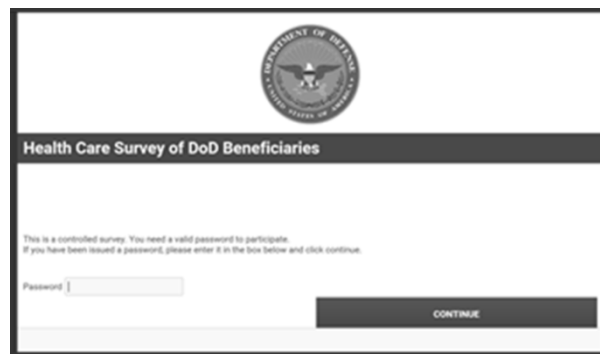 DEPARTMENT OF DEFENSE
UNITED STATES OF AMERICA
Health Care Survey of DoD Beneficiaries
This is a controlled survey. You need a valid password to participate.
If you have been issued a password, please enter it in the box below and click continue.
Password
CONTINUE